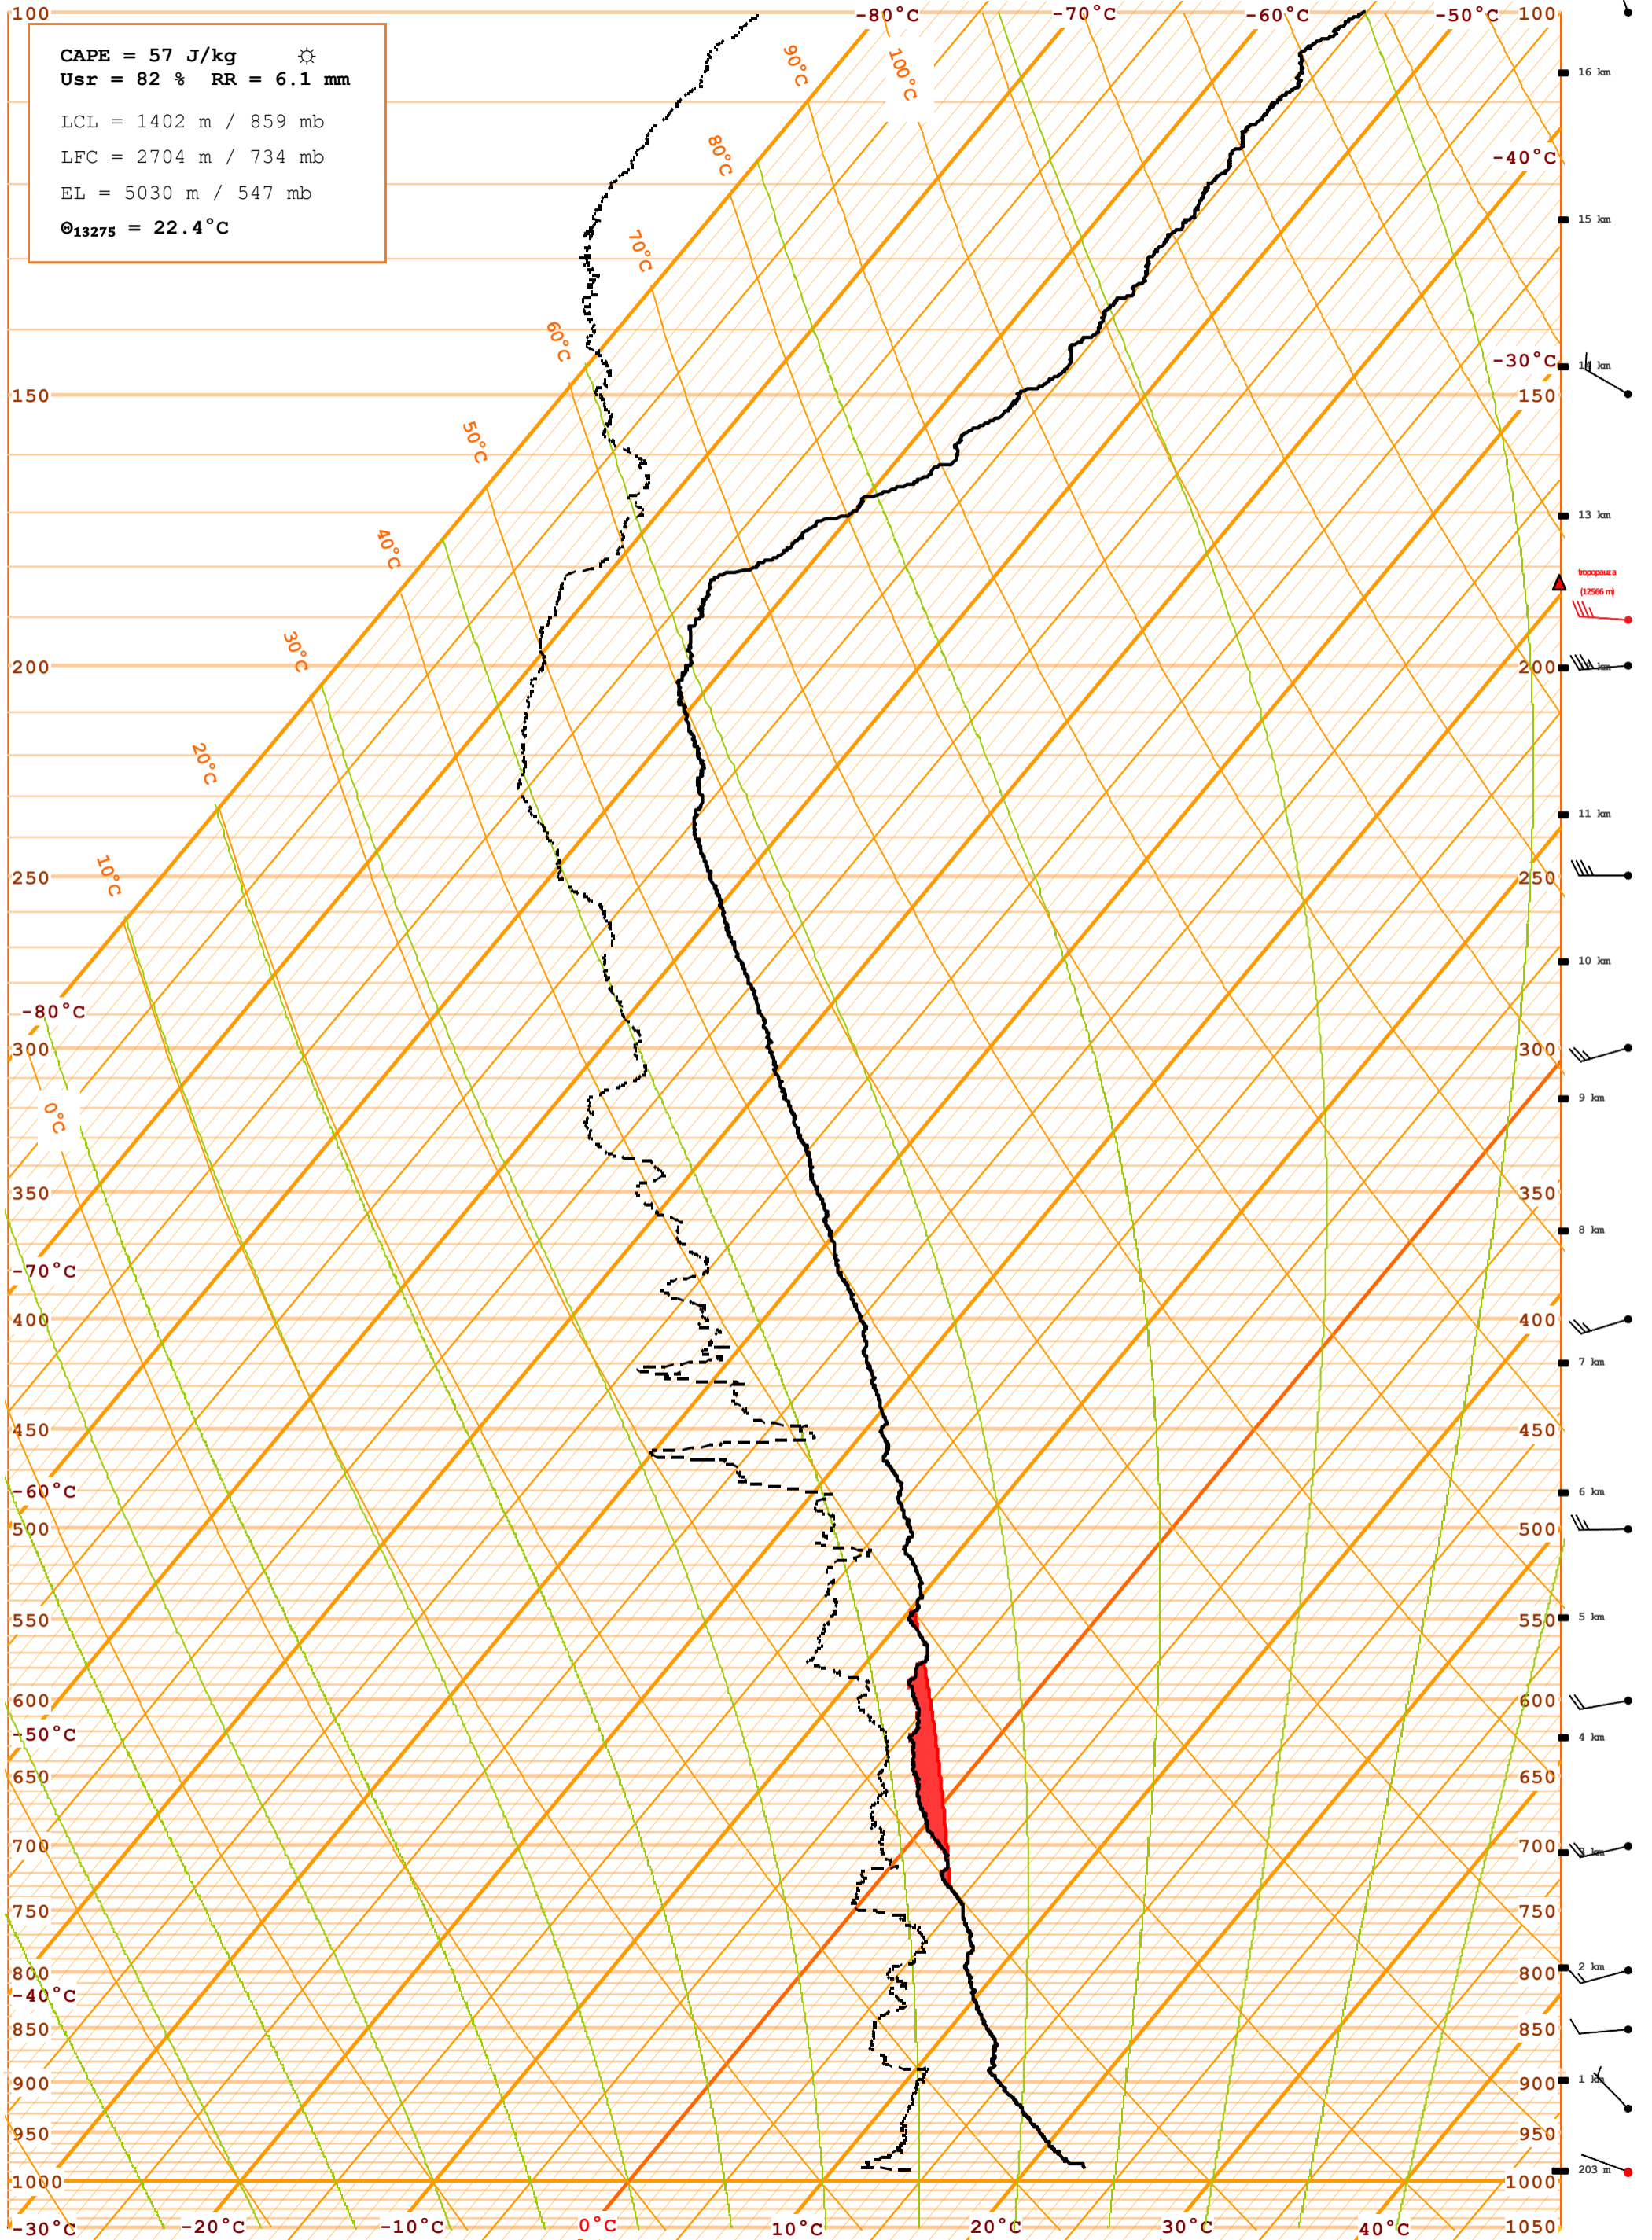 100 -80°C -70°C -60°C -50°C 100
CAPE = 57 J/kg ☼
Usr = 82 % RR = 6.1 mm
LCL = 1402 m / 859 mb
LFC = 2704 m / 734 mb
EL = 5030 m / 547 mb
Θ13275 = 22.4°C
90°C 100°C
16 km
80°C -40°C
15 km
70°C
60°C -30°C
150 150
50°C
13 km
40°C
tropopauza
(12566 m)
30°C
200 200
20°C
11 km
10°C
250 250
10 km
-80°C
300 300
0°C
9 km
350 350
8 km
-70°C
400 400
7 km
450 450
-60°C 6 km
500 500
550 550 5 km
600 600
-50°C 4 km
650 650
700 700
750 750
800 800 2 km
-40°C
850 850
900 900 1 km
950 950
1000 1000 203 m
-30°C -20°C -10°C 0°C 10°C 20°C 30°C 40°C 1050